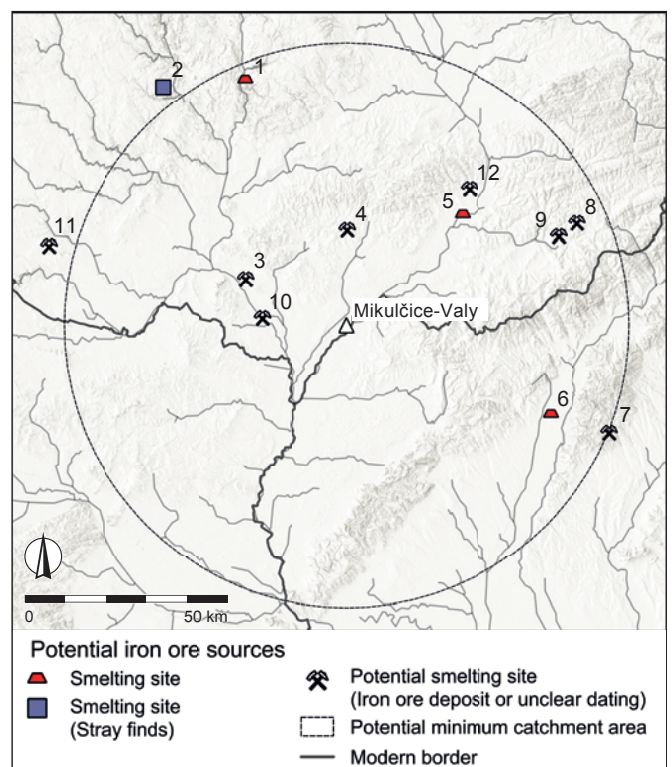 2
1
12
5
11
4
9
8
3
10
Mikulčice-Valy
6
7
0
50 km
Potential iron ore sources
Smelting site
Smelting site
(Stray finds)
Potential smelting site
(Iron ore deposit or unclear dating)
Potential minimum catchment area
Modern border